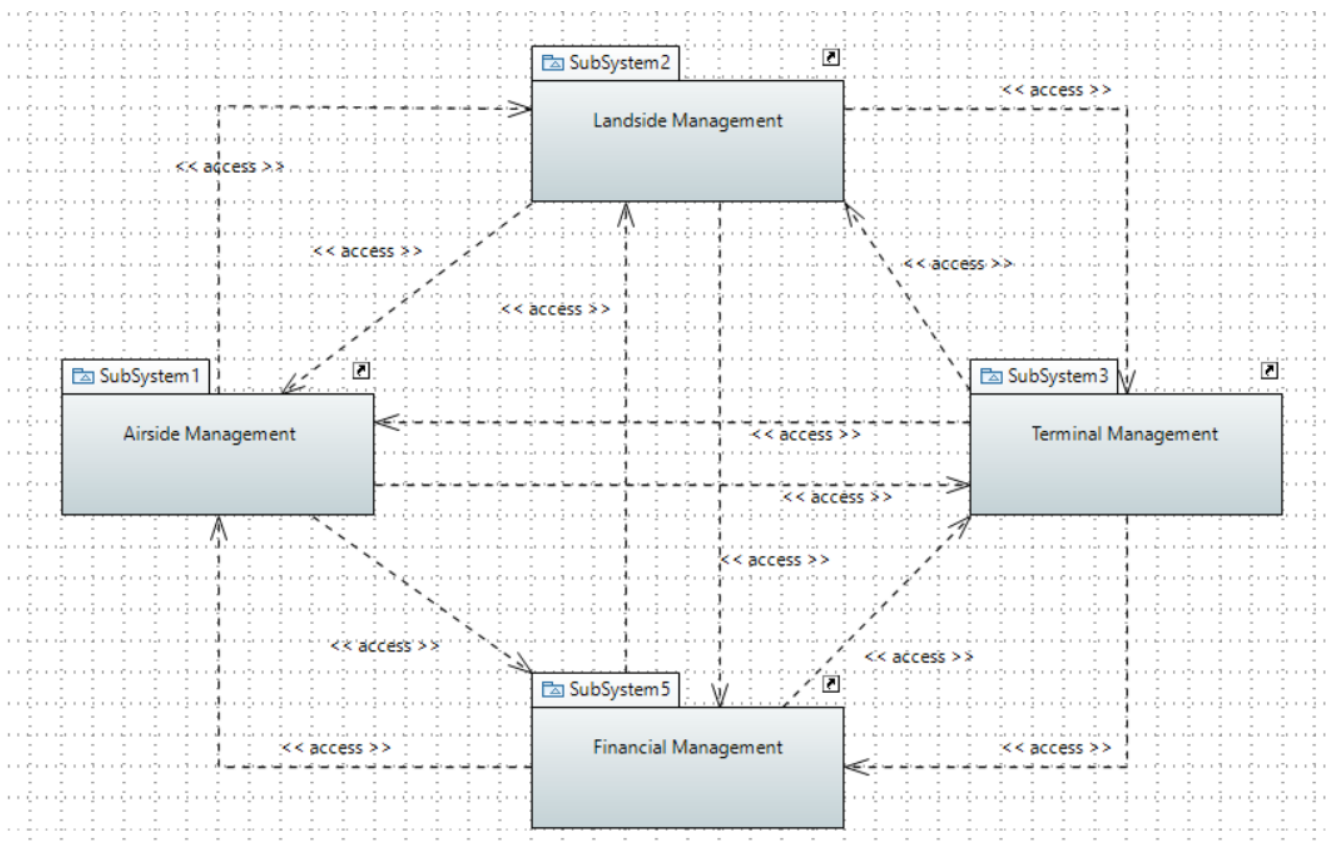 SubSystem2
Landside Management
<< access >>
<< access >>
<< access >>
<< access >>
<< access >>
SubSystem1
Airside Management
SubSystem3
Terminal Management
<< access >>
<< access >>
<< access >>
<< access >>
<< access >>
SubSystem5
Financial Management
<< access >>
<< access >>